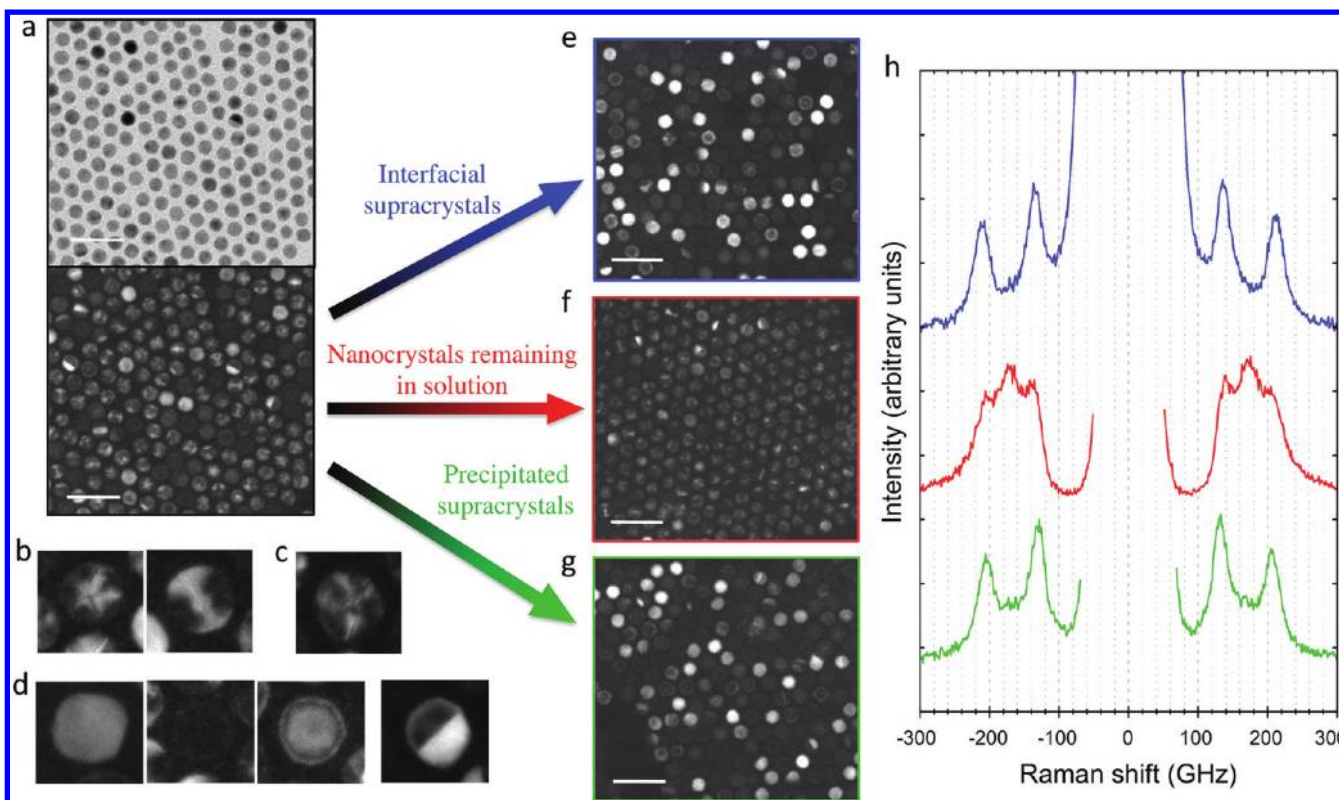 a
Interfacial
supracrystals
Nanocrystals remaining
in solution
Precipitated
supracrystals
b
c
d
e
f
g
h
Intensity (arbitrary units)
-300 -200 -100 0 100 200 300
Raman shift (GHz)